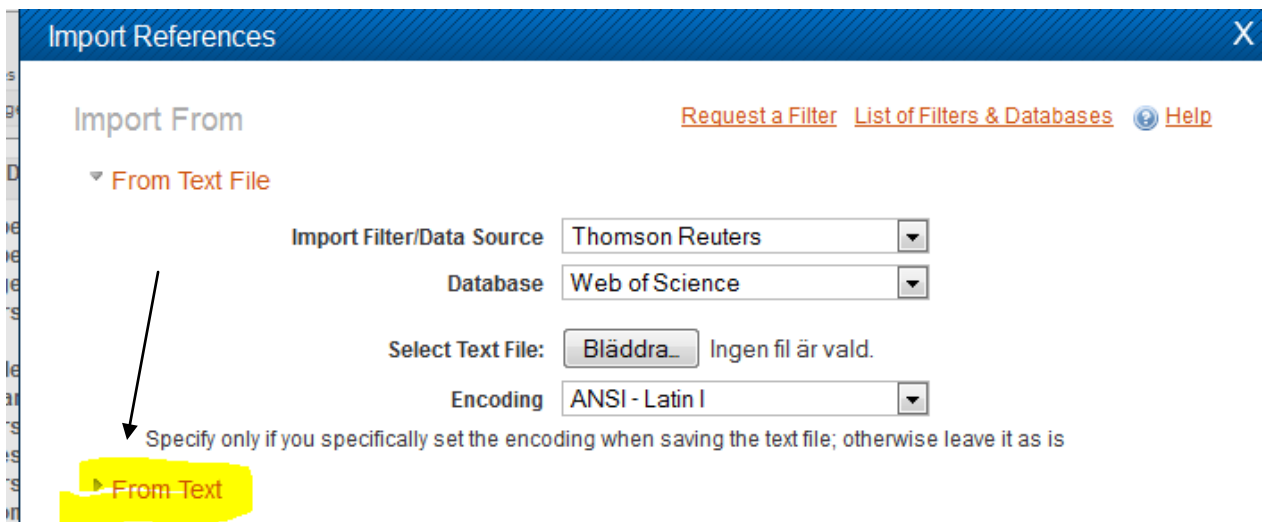 Import References X
Import From Request a Filter List of Filters & Databases Help
From Text File
Import Filter/Data Source Thomson Reuters
Database Web of Science
Select Text File: Bläddra... Ingen fil är vald.
Encoding ANSI - Latin I
Specify only if you specifically set the encoding when saving the text file; otherwise leave it as is
From Text